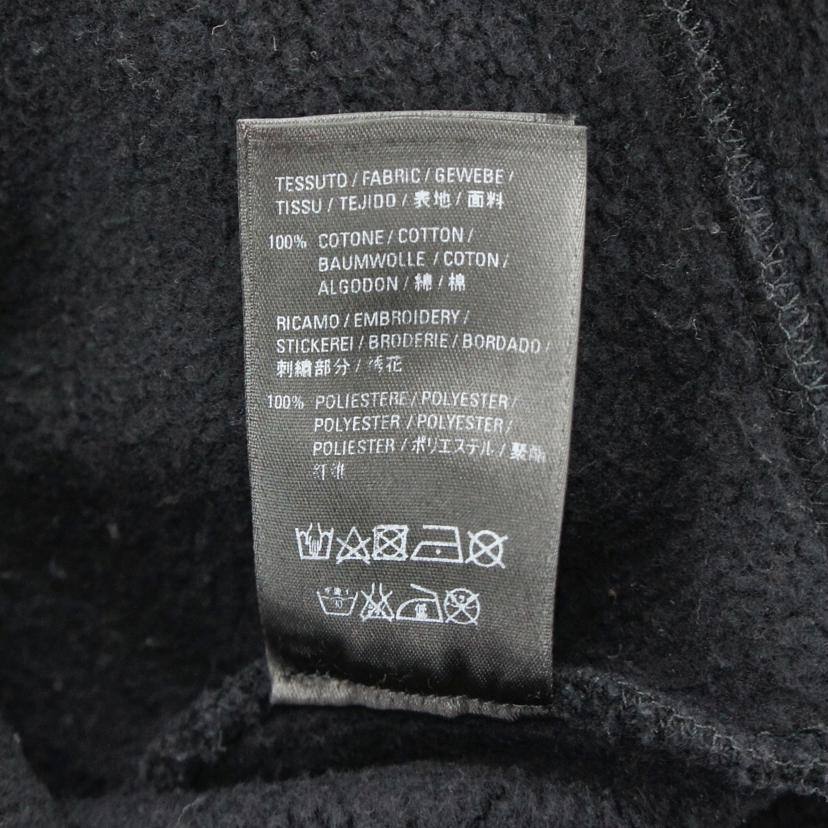 TESSUTO / FABRIC / GEWEBE /
TISSU / TEJIDO / 表地 / 面料
100% COTONE / COTTON /
BAUMWOLLE / COTON /
ALGODON / 綿 / 棉
RICAMO / EMBROIDERY /
STICKEREI / BRODERIE / BORDADO /
刺繍部分 / 绣花
100% POLIESTERE / POLYESTER /
POLYESTER / POLYESTER /
POLIESTER / ポリエステル / 聚酯
纤维
低